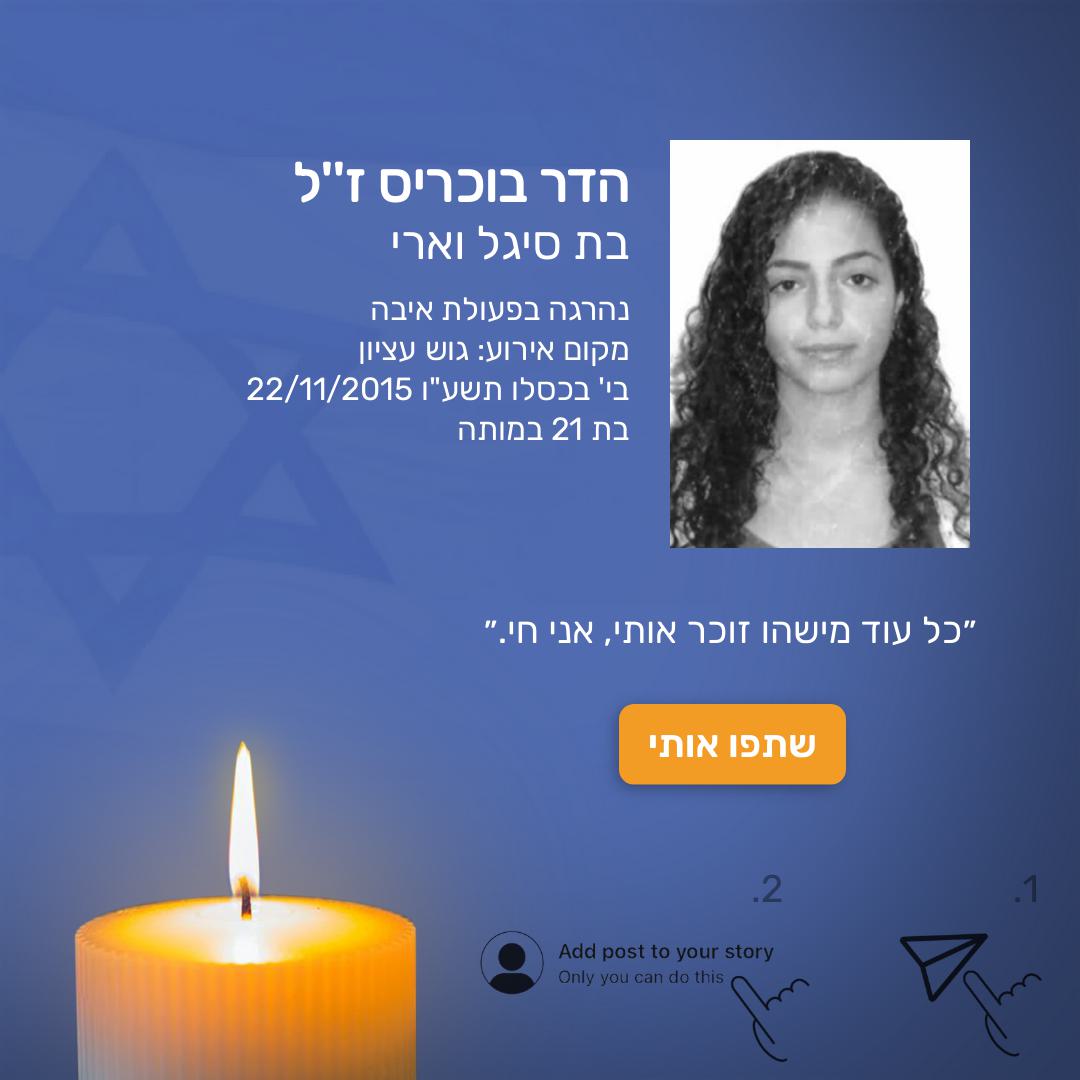 הדר בוכריס ז"ל
בת סיגל וארי
נהרגה בפעולת איבה
מקום אירוע: גוש עציון
בי' בכסלו תשע"ו 22/11/2015
בת 21 במותה
״כל עוד מישהו זוכר אותי, אני חי.״
שתפו אותי
.1
.2
Add post to your story
Only you can do this